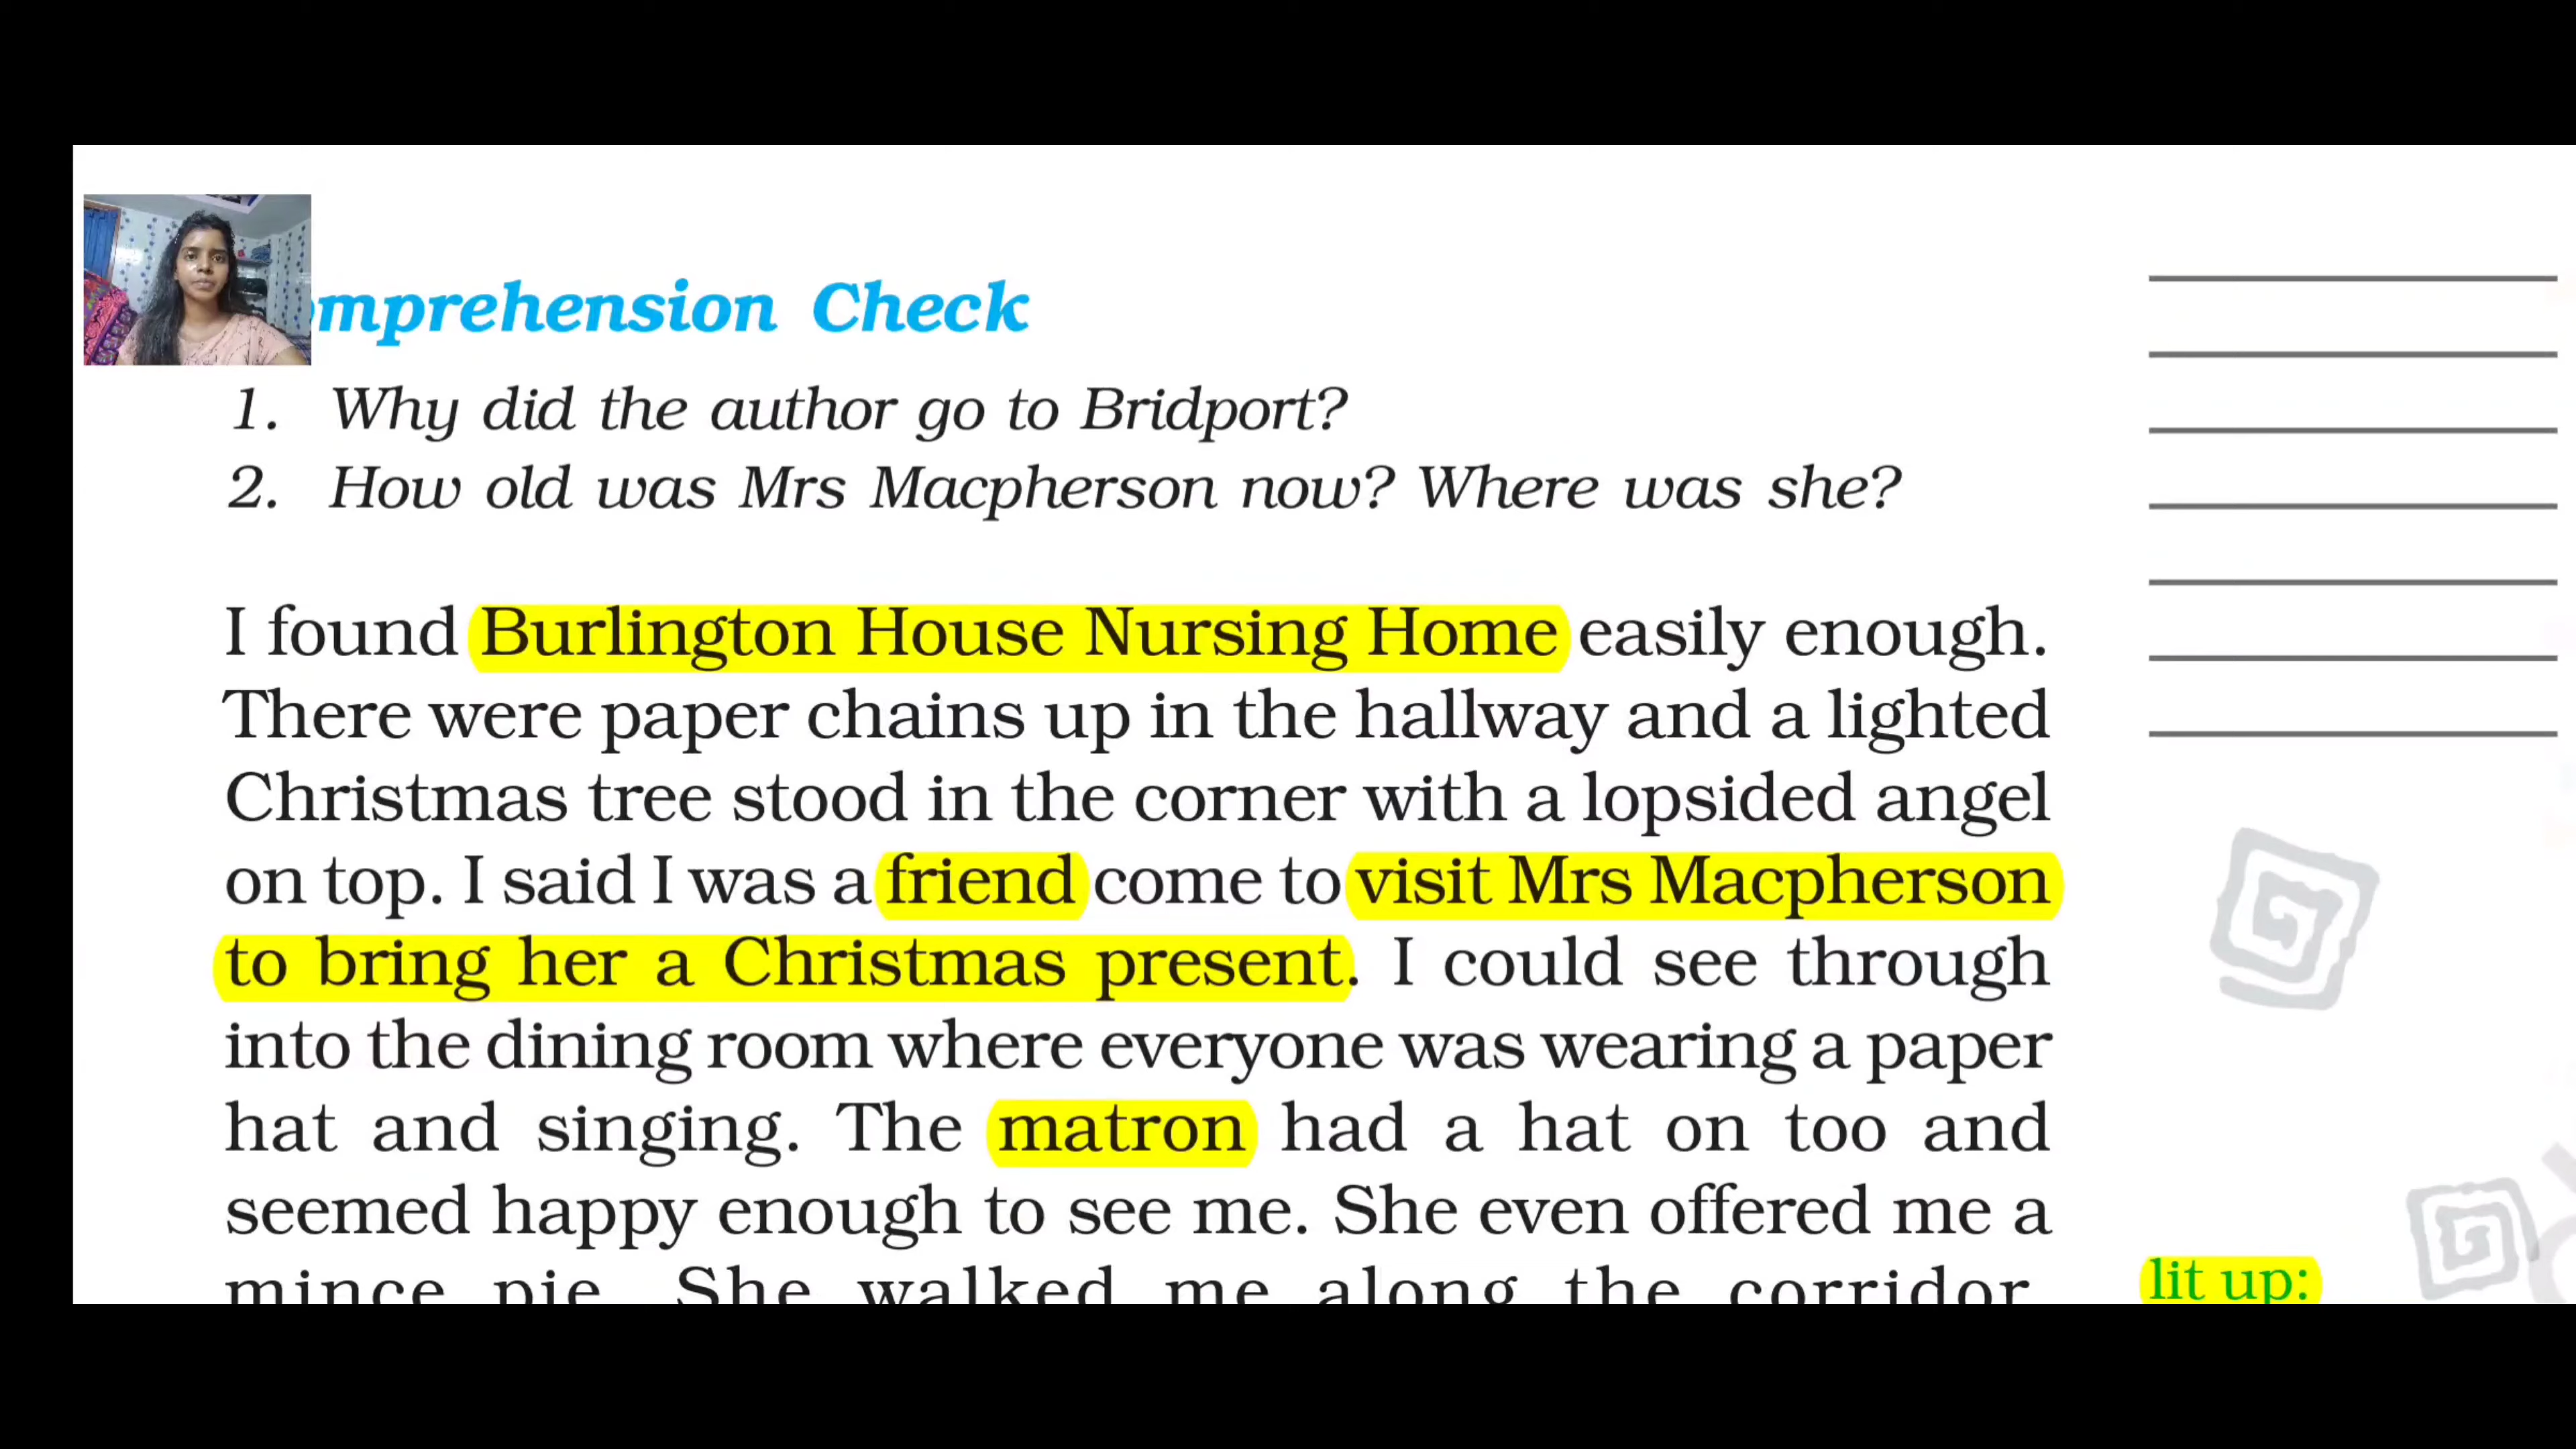 omprehension Check
1. Why did the author go to Bridport?
2. How old was Mrs Macpherson now? Where was she?
I found Burlington House Nursing Home easily enough.
There were paper chains up in the hallway and a lighted
Christmas tree stood in the corner with a lopsided angel
on top. I said I was a friend come to visit Mrs Macpherson
to bring her a Christmas present. I could see through
into the dining room where everyone was wearing a paper
hat and singing. The matron had a hat on too and
seemed happy enough to see me. She even offered me a
mince pie. She walked me along the corridor.
lit up: